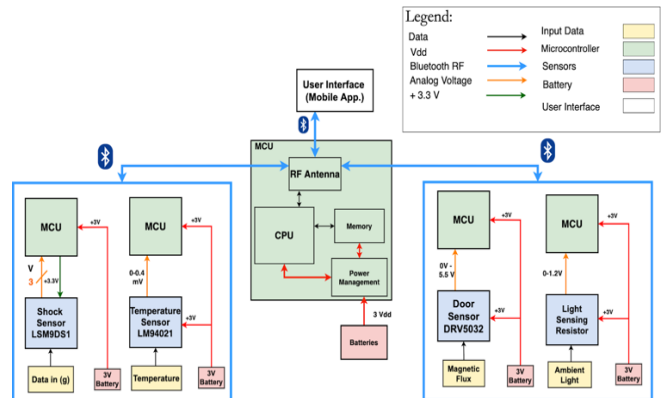 Legend:
Data
Vdd
Bluetooth RF
Analog Voltage
+ 3.3 V
Input Data
Microcontroller
Sensors
Battery
User Interface
User Interface
(Mobile App.)
MCU
RF Antenna
CPU
Memory
Power
Management
3 Vdd
Batteries
MCU
+3V
V
3
+3.3V
Shock
Sensor
LSM9DS1
Data in (g)
3V
Battery
MCU
+3V
0-0.4
mV
Temperature
Sensor
LM94021
+3V
Temperature
3V
Battery
MCU
+3V
0V -
5.5 V
Door
Sensor
DRV5032
+3V
Magnetic
Flux
3V
Battery
MCU
+3V
0-1.2V
Light
Sensing
Resistor
+3V
Ambient
Light
3V
Battery